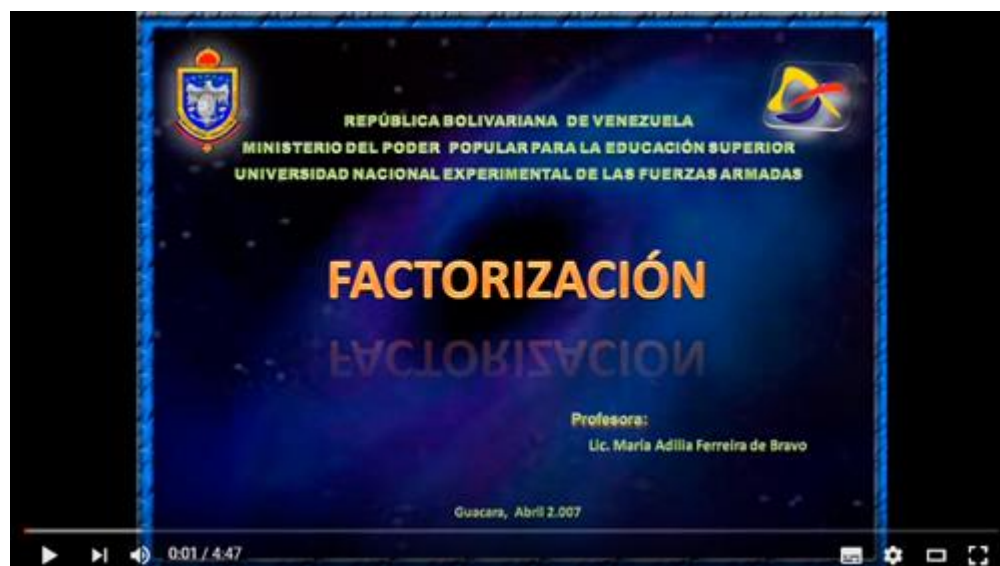 REPÚBLICA BOLIVARIANA DE VENEZUELA
MINISTERIO DEL PODER POPULAR PARA LA EDUCACIÓN SUPERIOR
UNIVERSIDAD NACIONAL EXPERIMENTAL DE LAS FUERZAS ARMADAS
FACTORIZACIÓN
FACTORIZACIÓN
Profesora:
Lic. María Adilia Ferreira de Bravo
Guacara, Abril 2.007
0:01 / 4:47